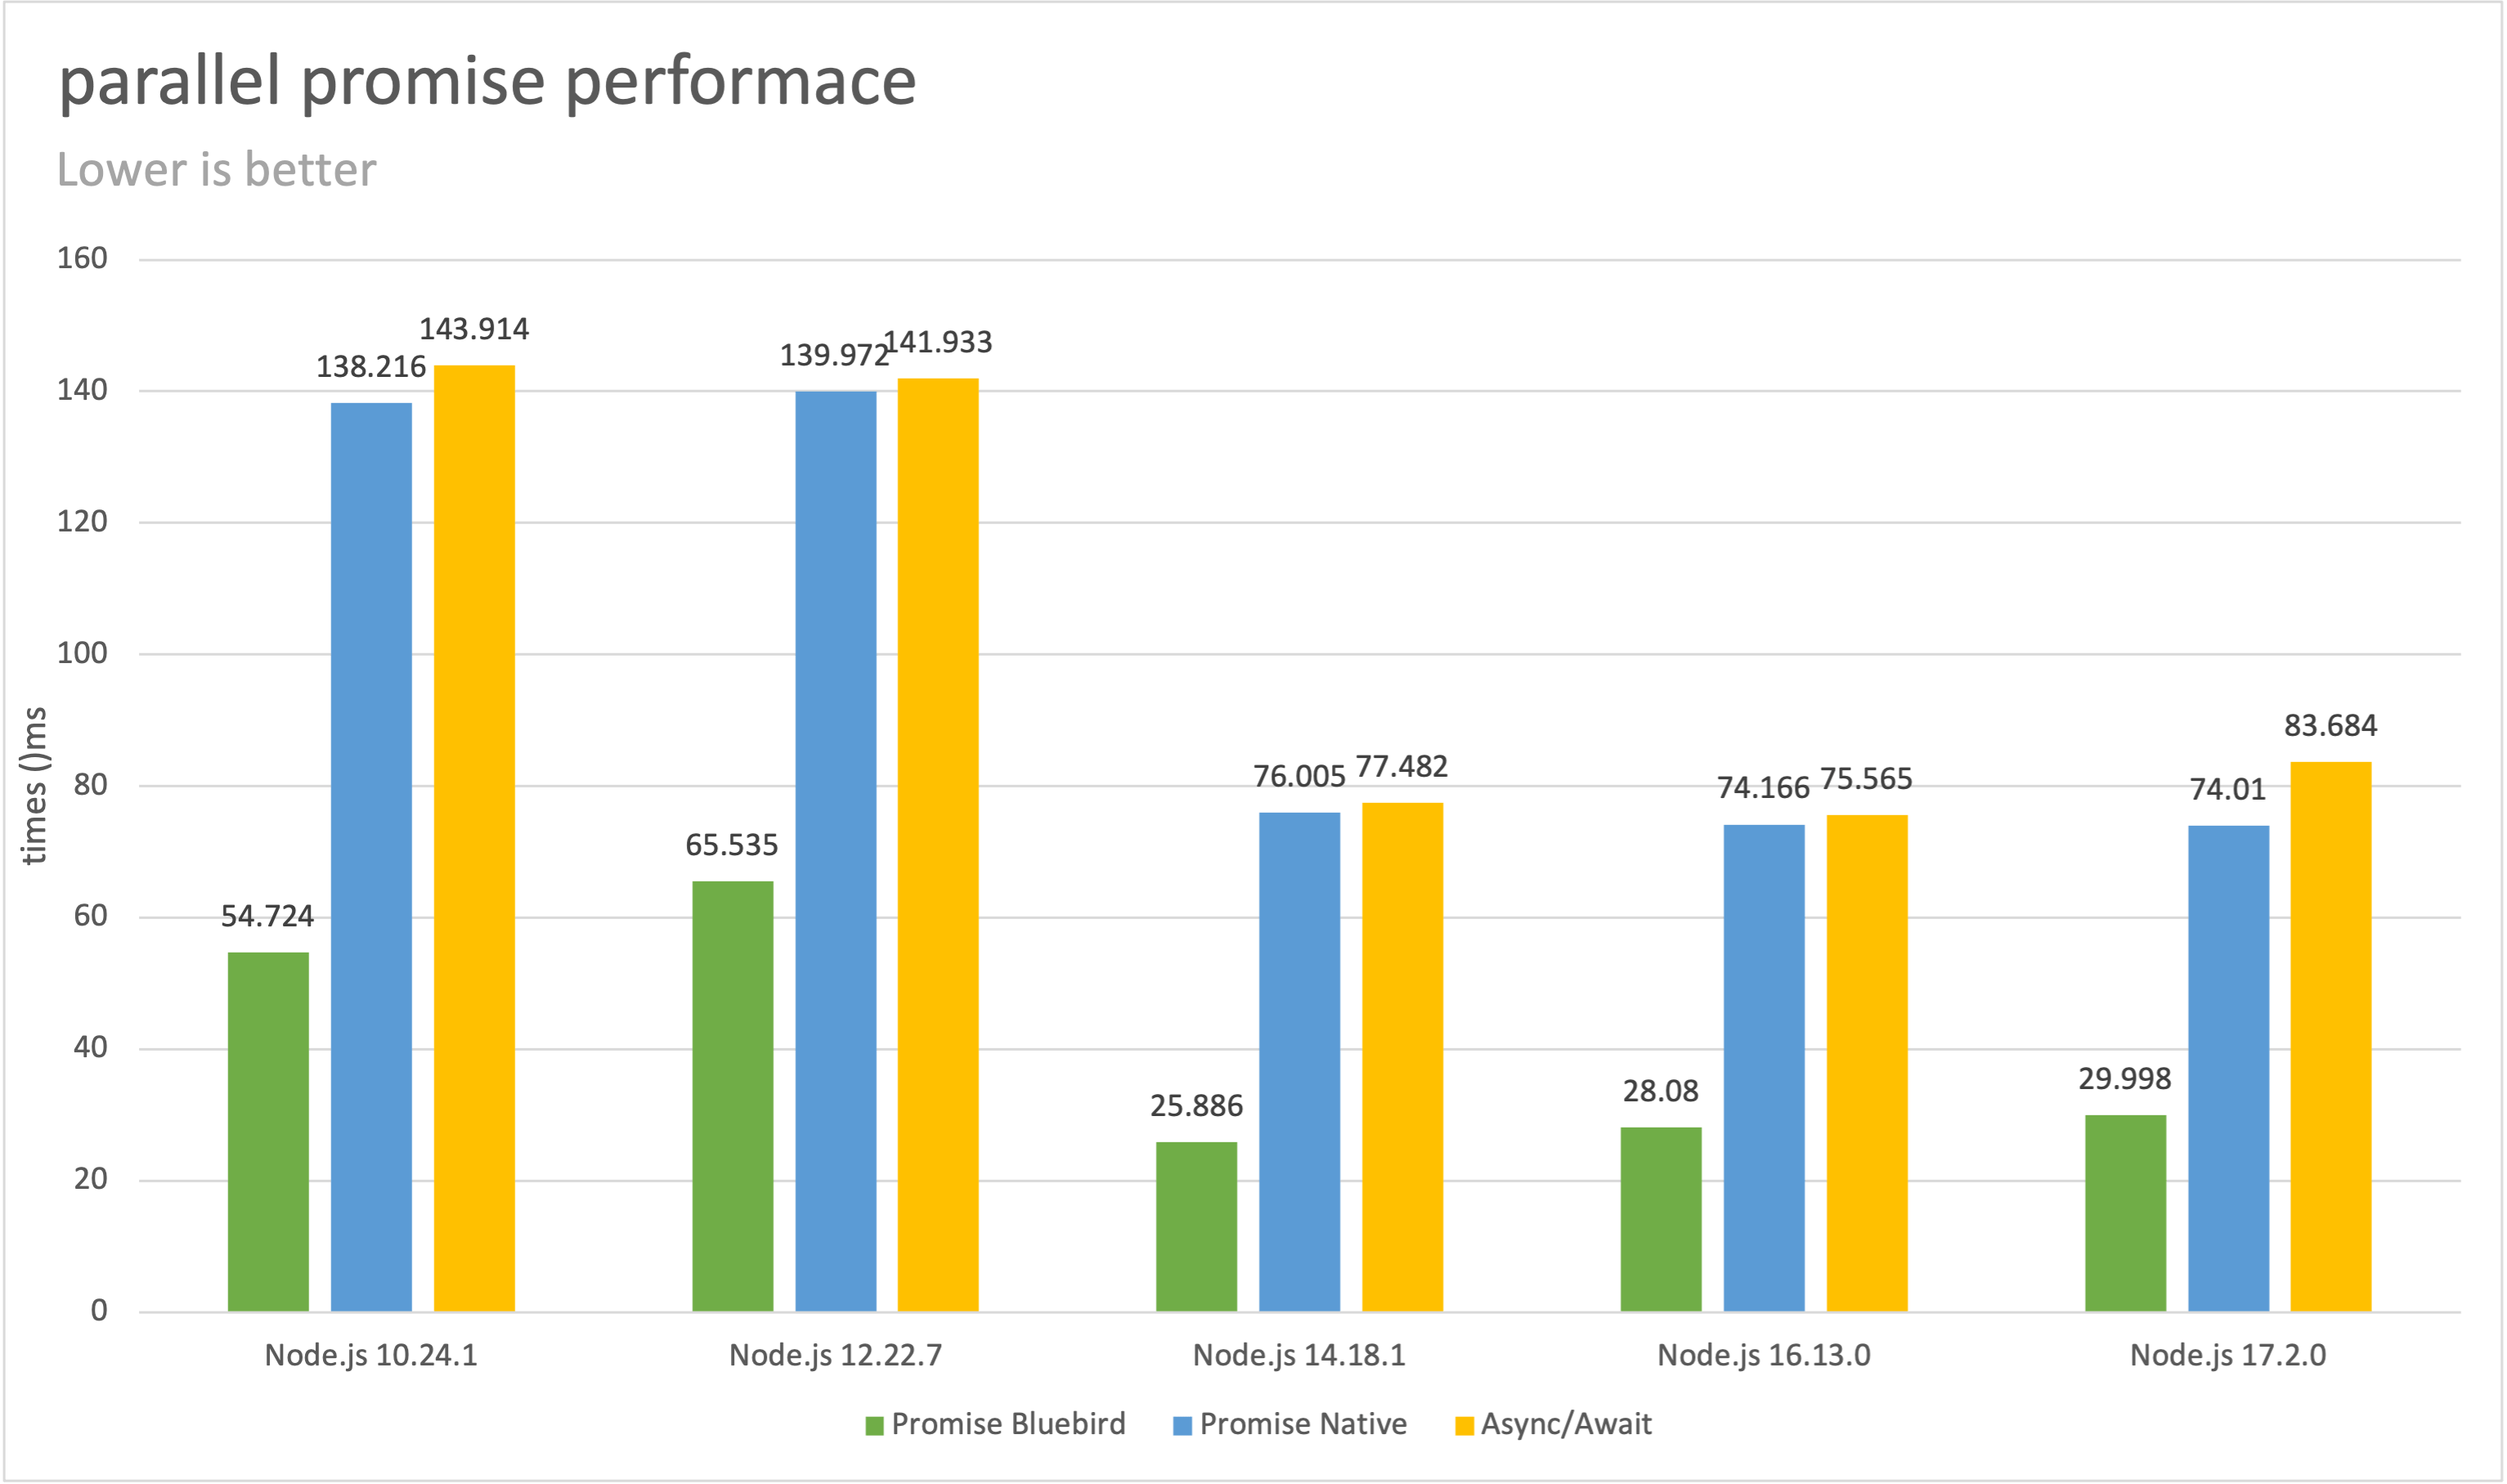 parallel promise performace
Lower is better
160
140
120
100
80
60
40
20
0
times ()ms
54.724
138.216
143.914
65.535
139.972
141.933
25.886
76.005
77.482
28.08
74.166
75.565
29.998
74.01
83.684
Node.js 10.24.1
Node.js 12.22.7
Node.js 14.18.1
Node.js 16.13.0
Node.js 17.2.0
Promise Bluebird
Promise Native
Async/Await